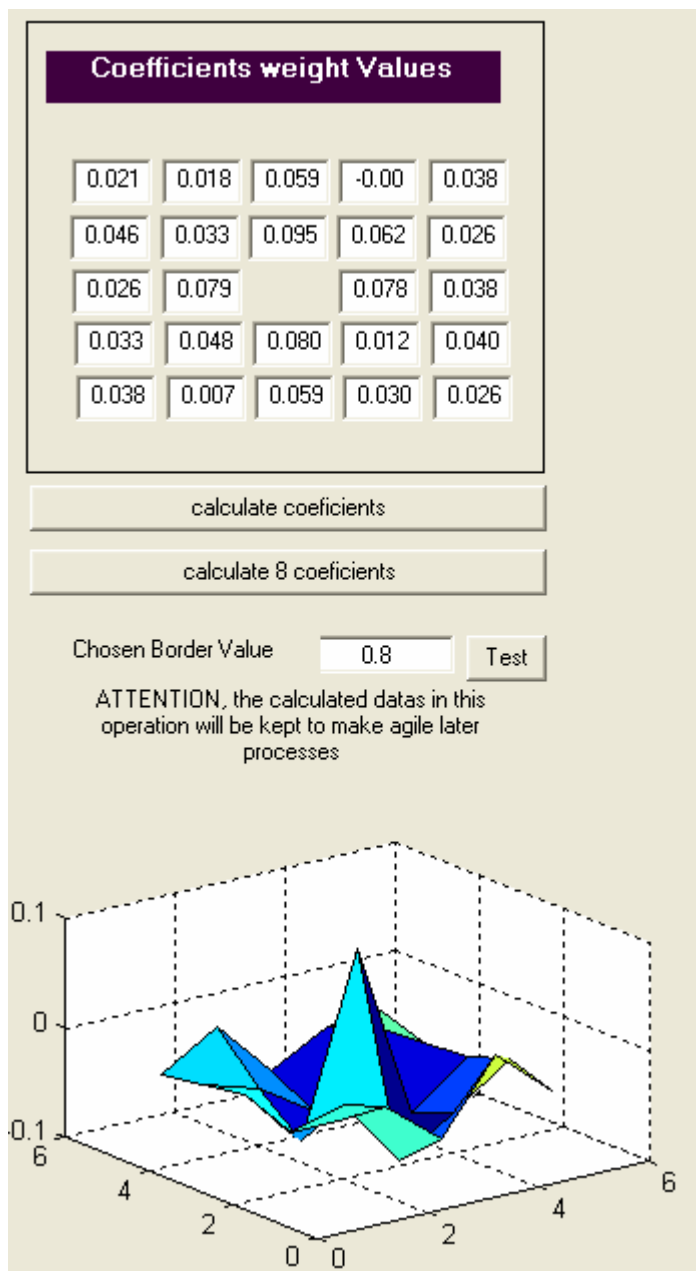 Coefficients weight Values
0.021 0.018 0.059 -0.00 0.038
0.046 0.033 0.095 0.062 0.026
0.026 0.079 0.078 0.038
0.033 0.048 0.080 0.012 0.040
0.038 0.007 0.059 0.030 0.026
calculate coeficients
calculate 8 coeficients
Chosen Border Value 0.8 Test
ATTENTION, the calculated datas in this
operation will be kept to make agile later
processes
0.1
0
-0.1
6
4
2
0
0
2
4
6